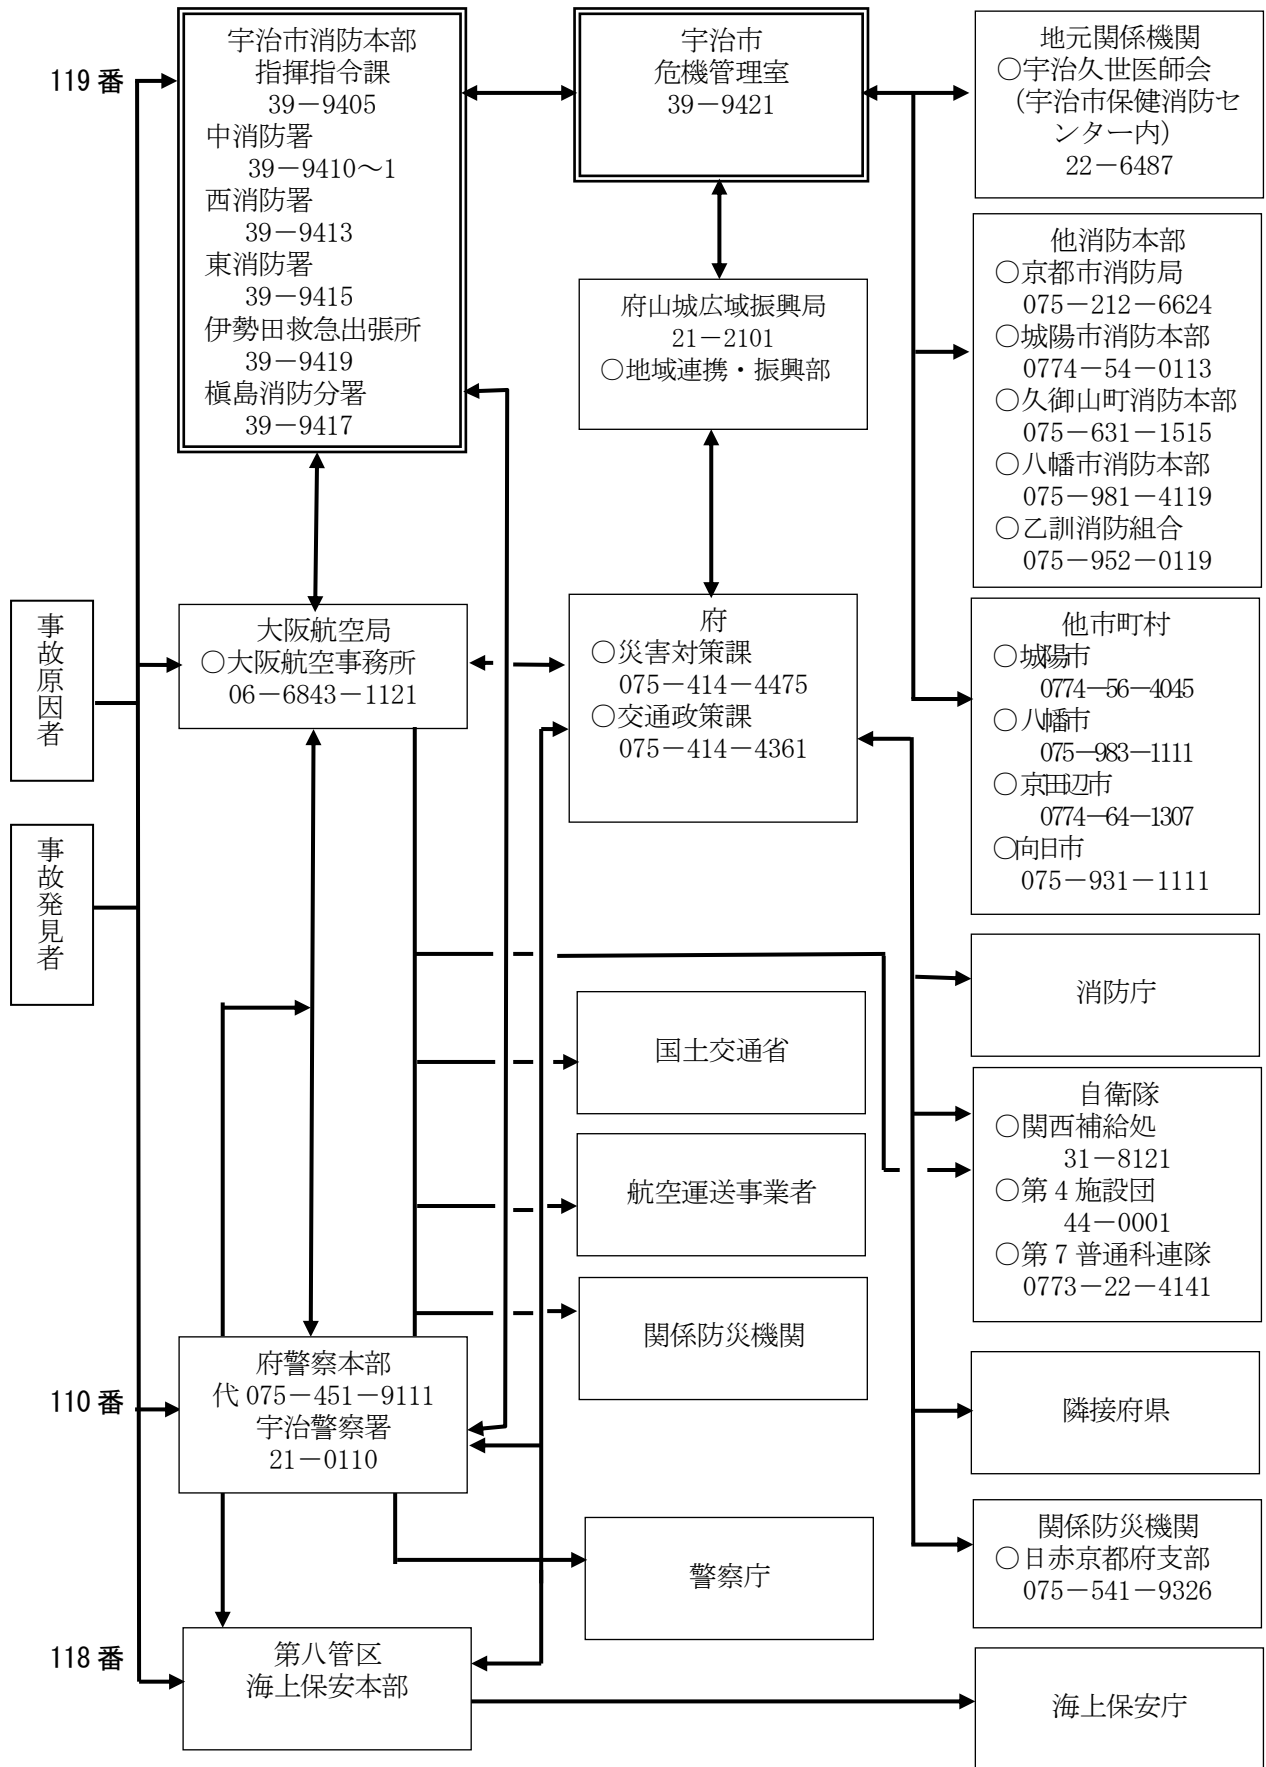 119番
宇治市消防本部
指揮指令課
39－9405
中消防署
39－9410～1
西消防署
39－9413
東消防署
39－9415
伊勢田救急出張所
39－9419
槇島消防分署
39－9417
宇治市
危機管理室
39－9421
地元関係機関
○宇治久世医師会
（宇治市保健消防セ
ンター内）
22－6487
他消防本部
○京都市消防局
075－212－6624
○城陽市消防本部
0774－54－0113
○久御山町消防本部
075－631－1515
○八幡市消防本部
075－981－4119
○乙訓消防組合
075－952－0119
府山城広域振興局
21－2101
○地域連携・振興部
事故原因者
事故発見者
大阪航空局
○大阪航空事務所
06－6843－1121
府
○災害対策課
075－414－4475
○交通政策課
075－414－4361
他市町村
○城陽市
0774－56－4045
○八幡市
075－983－1111
○京田辺市
0774－64－1307
○向日市
075－931－1111
消防庁
国土交通省
自衛隊
○関西補給処
31－8121
○第4施設団
44－0001
○第7普通科連隊
0773－22－4141
航空運送事業者
関係防災機関
110番
府警察本部
代075－451－9111
宇治警察署
21－0110
隣接府県
関係防災機関
○日赤京都府支部
075－541－9326
警察庁
118番
第八管区
海上保安本部
海上保安庁